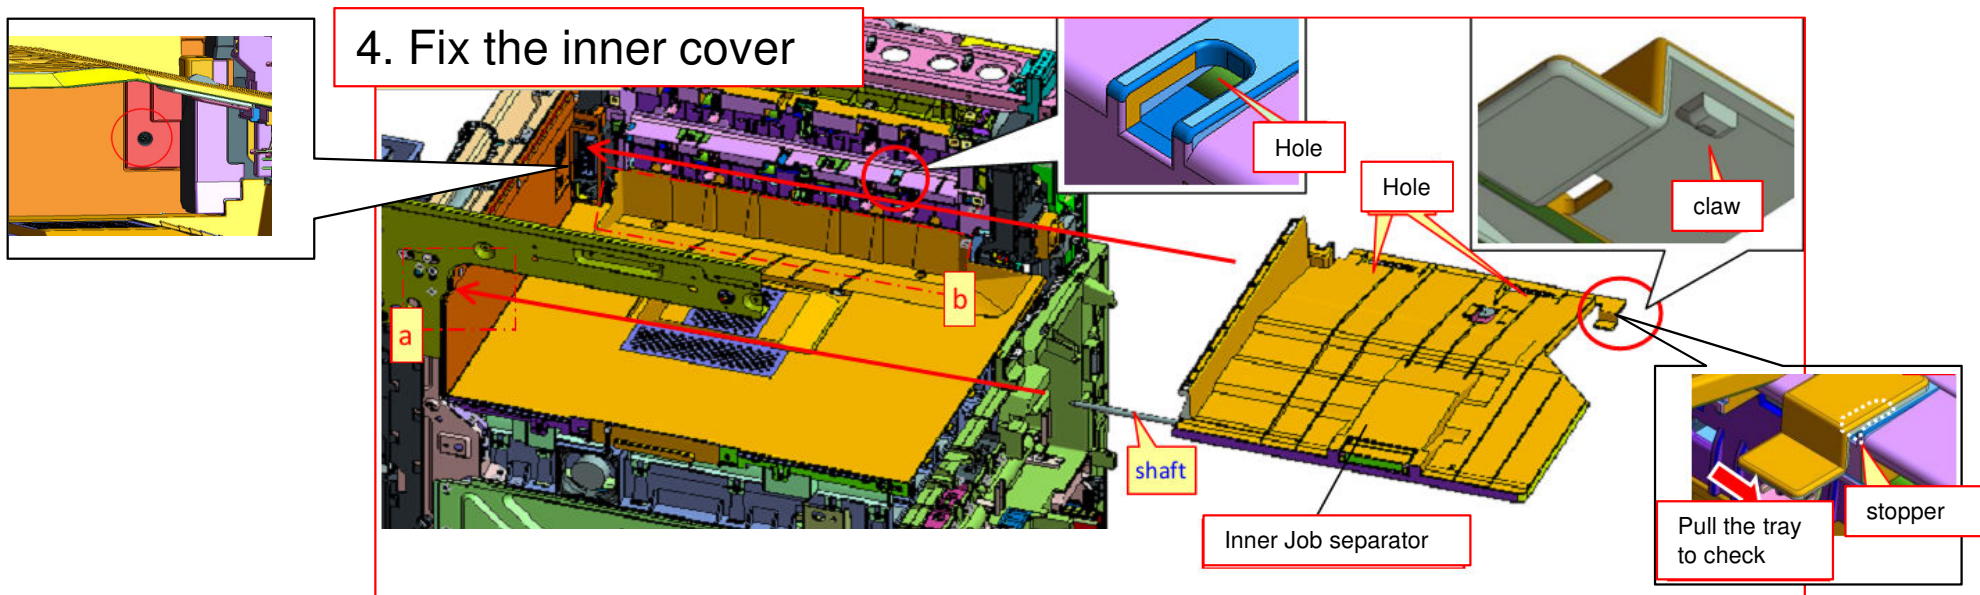 4. Fix the inner cover
Hole
Hole
claw
a
b
shaft
Inner Job separator
stopper
Pull the tray
to check